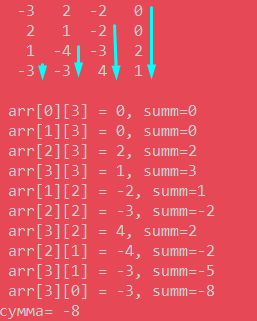 -3 2 -2 0
2 1 -2 0
1 -4 -3 2
-3 -3 4 1
arr[0][3] = 0, summ=0
arr[1][3] = 0, summ=0
arr[2][3] = 2, summ=2
arr[3][3] = 1, summ=3
arr[1][2] = -2, summ=1
arr[2][2] = -3, summ=-2
arr[3][2] = 4, summ=2
arr[2][1] = -4, summ=-2
arr[3][1] = -3, summ=-5
arr[3][0] = -3, summ=-8
сумма= -8